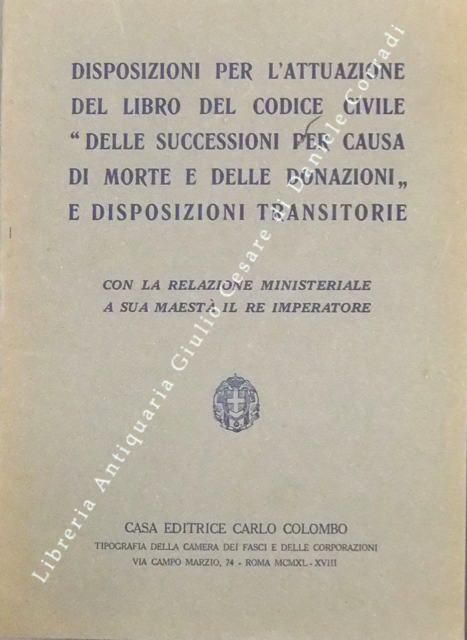 DISPOSIZIONI PER L'ATTUAZIONE
DEL LIBRO DEL CODICE CIVILE
“DELLE SUCCESSIONI PER CAUSA
DI MORTE E DELLE DONAZIONI„
E DISPOSIZIONI TRANSITORIE
CON LA RELAZIONE MINISTERIALE
A SUA MAESTÀ IL RE IMPERATORE
CASA EDITRICE CARLO COLOMBO
TIPOGRAFIA DELLA CAMERA DEI FASCI E DELLE CORPORAZIONI
VIA CAMPO MARZIO, 74 - ROMA MCMXL - XVIII
Libreria Antiquaria Giulio Cesare di Daniele Corradi